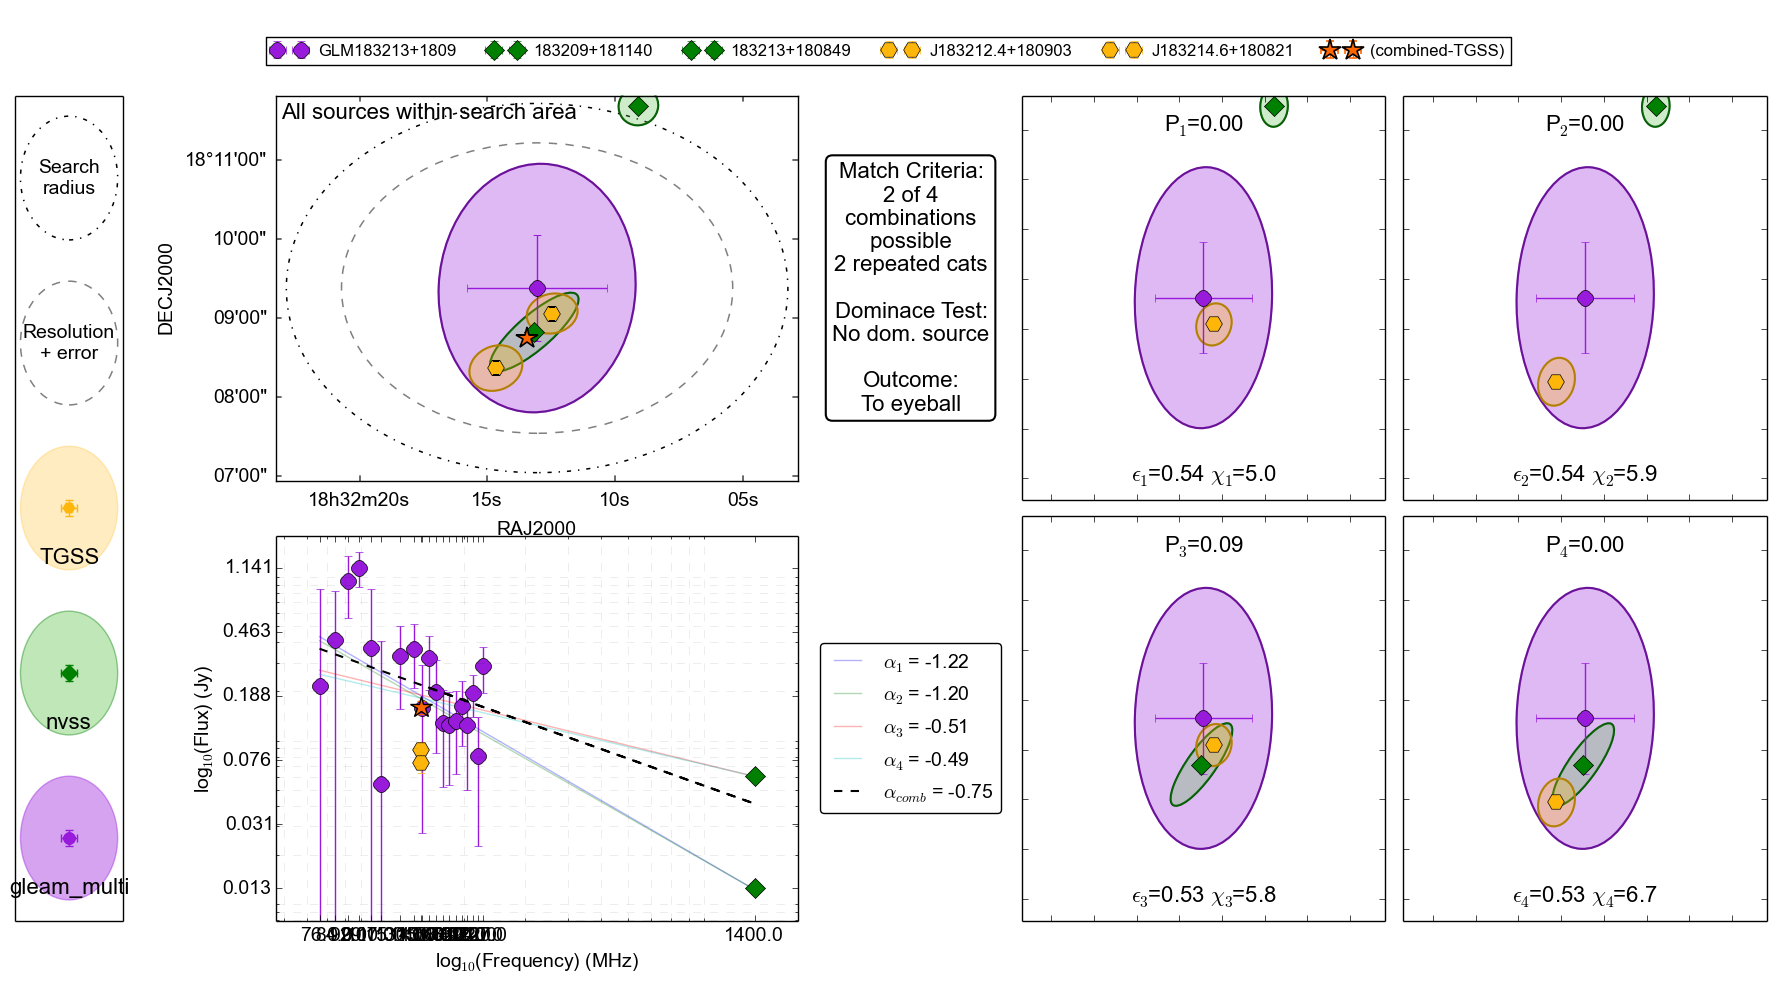 GLM183213+1809 183209+181140 183213+180849 J183212.4+180903 J183214.6+180821 (combined-TGSS)
Search
radius
Resolution
+ error
TGSS
nvss
gleam_multi
All sources within search area
DECJ2000
18°11'00"
10'00"
09'00"
08'00"
07'00"
18h32m20s 15s 10s 05s
RAJ2000
Match Criteria:
2 of 4
combinations
possible
2 repeated cats
Dominace Test:
No dom. source
Outcome:
To eyeball
P1=0.00
ϵ1=0.54 χ1=5.0
P2=0.00
ϵ2=0.54 χ2=5.9
P3=0.09
ϵ3=0.53 χ3=5.8
P4=0.00
ϵ4=0.53 χ4=6.7
log10(Flux) (Jy)
1.141
0.463
0.188
0.076
0.031
0.013
1400.0
log10(Frequency) (MHz)
α1 = -1.22
α2 = -1.20
α3 = -0.51
α4 = -0.49
αcomb = -0.75